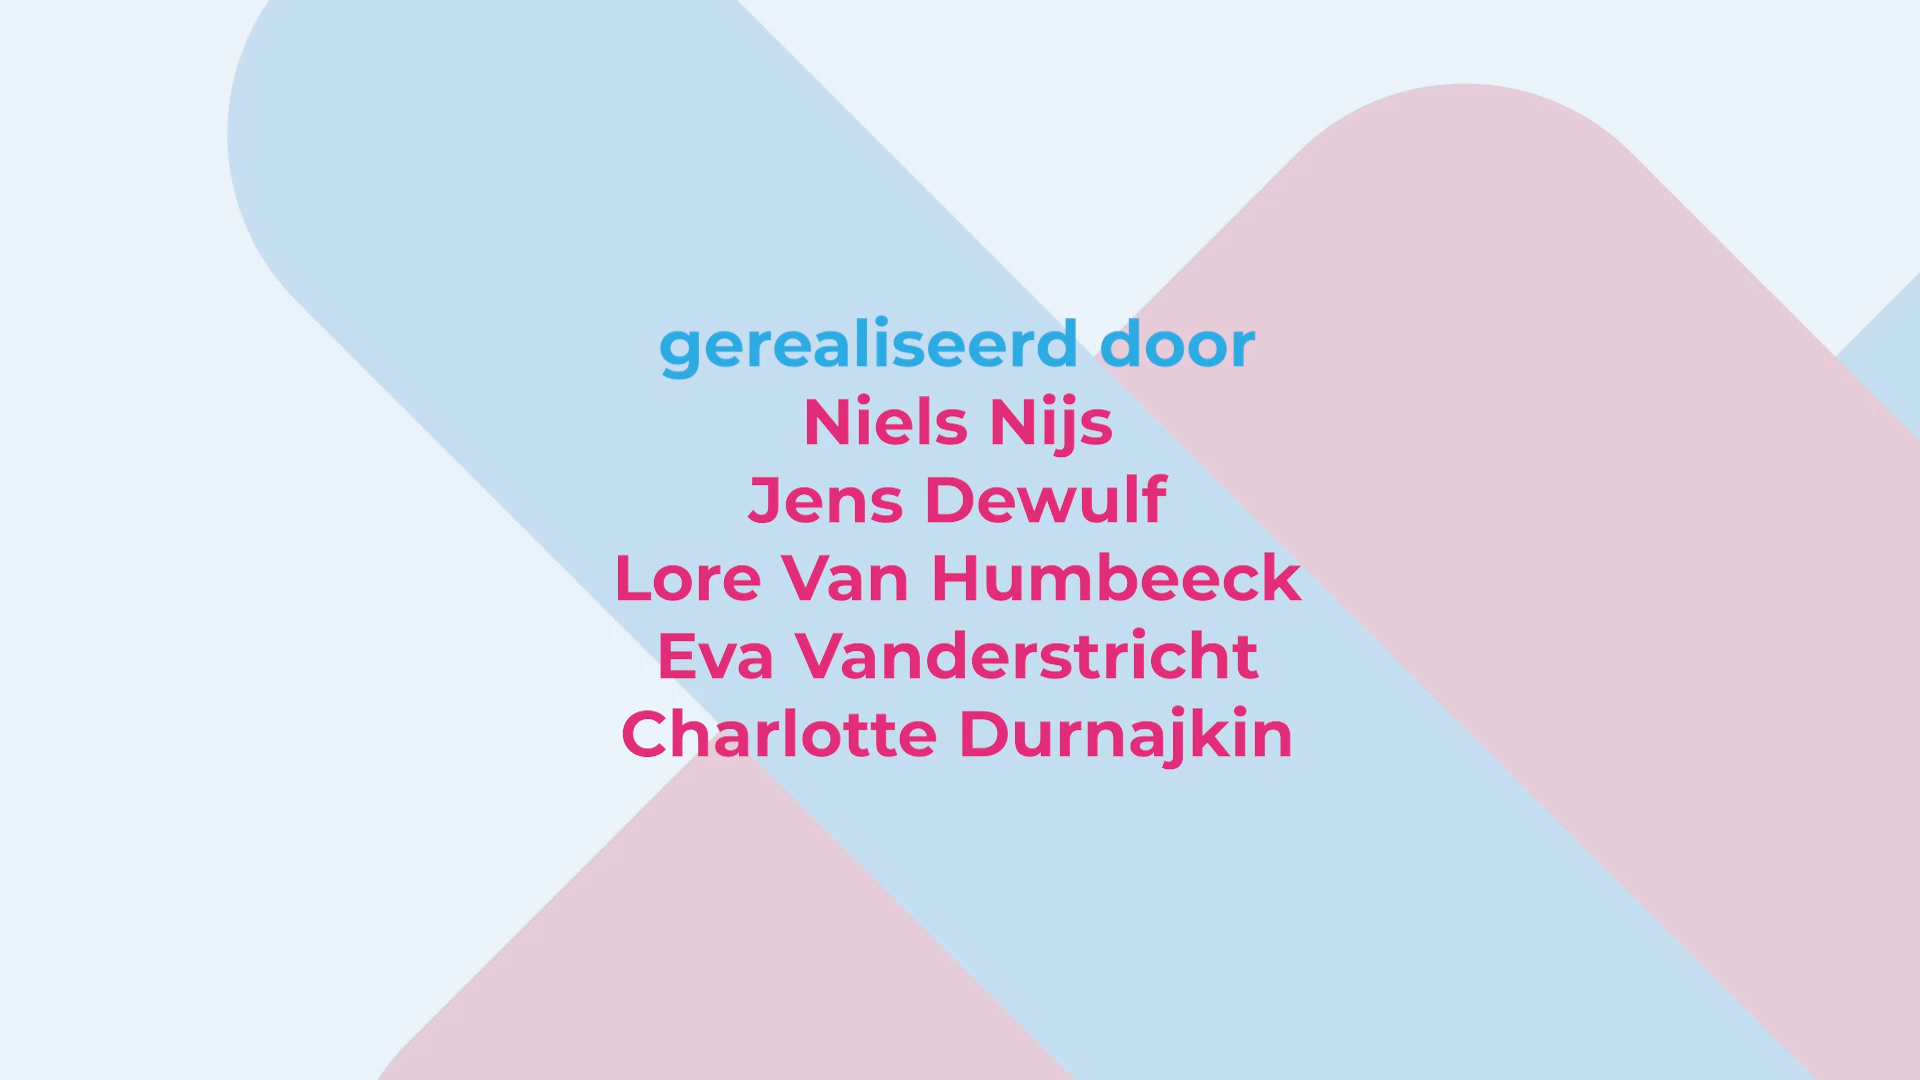 gerealiseerd door
Niels Nijs
Jens Dewulf
Lore Van Humbeeck
Eva Vanderstricht
Charlotte Durnajkin